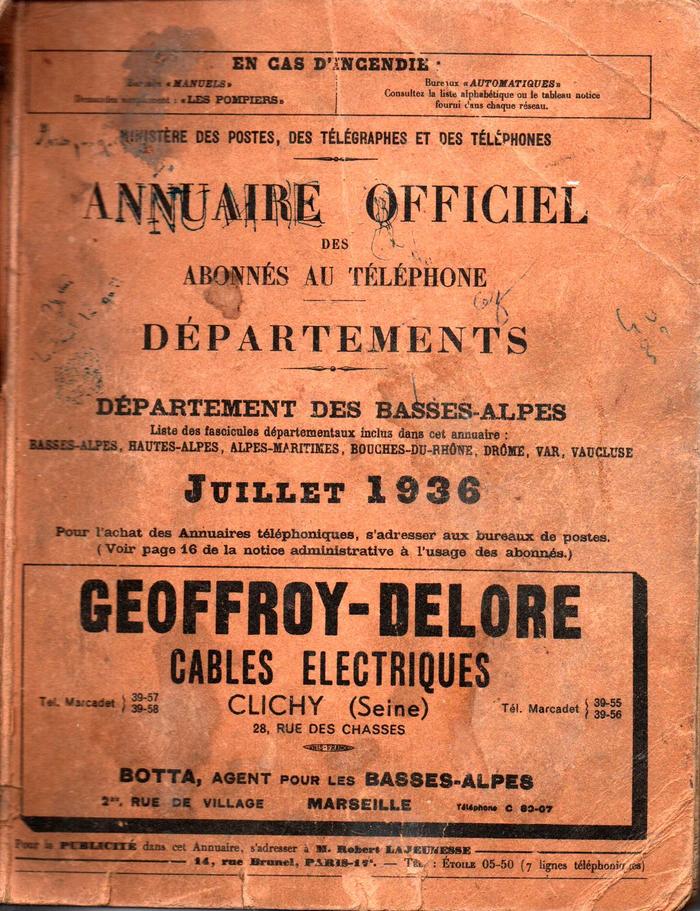 EN CAS D'INCENDIE
Bureaux «MANUELS»
Demander simplement : «LES POMPIERS»
Bureaux «AUTOMATIQUES»
Consultez la liste alphabétique ou le tableau notice
fourni dans chaque réseau.
MINISTÈRE DES POSTES, DES TÉLÉGRAPHES ET DES TÉLÉPHONES
ANNUAIRE OFFICIEL
DES
ABONNÉS AU TÉLÉPHONE
DÉPARTEMENTS
DÉPARTEMENT DES BASSES-ALPES
Liste des fascicules départementaux inclus dans cet annuaire :
BASSES-ALPES, HAUTES-ALPES, ALPES-MARITIMES, BOUCHES-DU-RHÔNE, DRÔME, VAR, VAUCLUSE
JUILLET 1936
Pour l'achat des Annuaires téléphoniques, s'adresser aux bureaux de postes.
(Voir page 16 de la notice administrative à l'usage des abonnés.)
GEOFFROY-DELORE
CABLES ELECTRIQUES
Tél. Marcadet } 39-57 39-58
CLICHY (Seine)
Tél. Marcadet { 39-55 39-56
28, RUE DES CHASSES
BOTTA, AGENT POUR LES BASSES-ALPES
RUE DE VILLAGE MARSEILLE Téléphone C 82-07
Pour la PUBLICITÉ dans cet Annuaire, s'adresser à M. Robert LAJEUNESSE
14, rue Brunel, PARIS-17e. — TÉL. : ÉTOILE 05-50 (7 lignes téléphoniques)